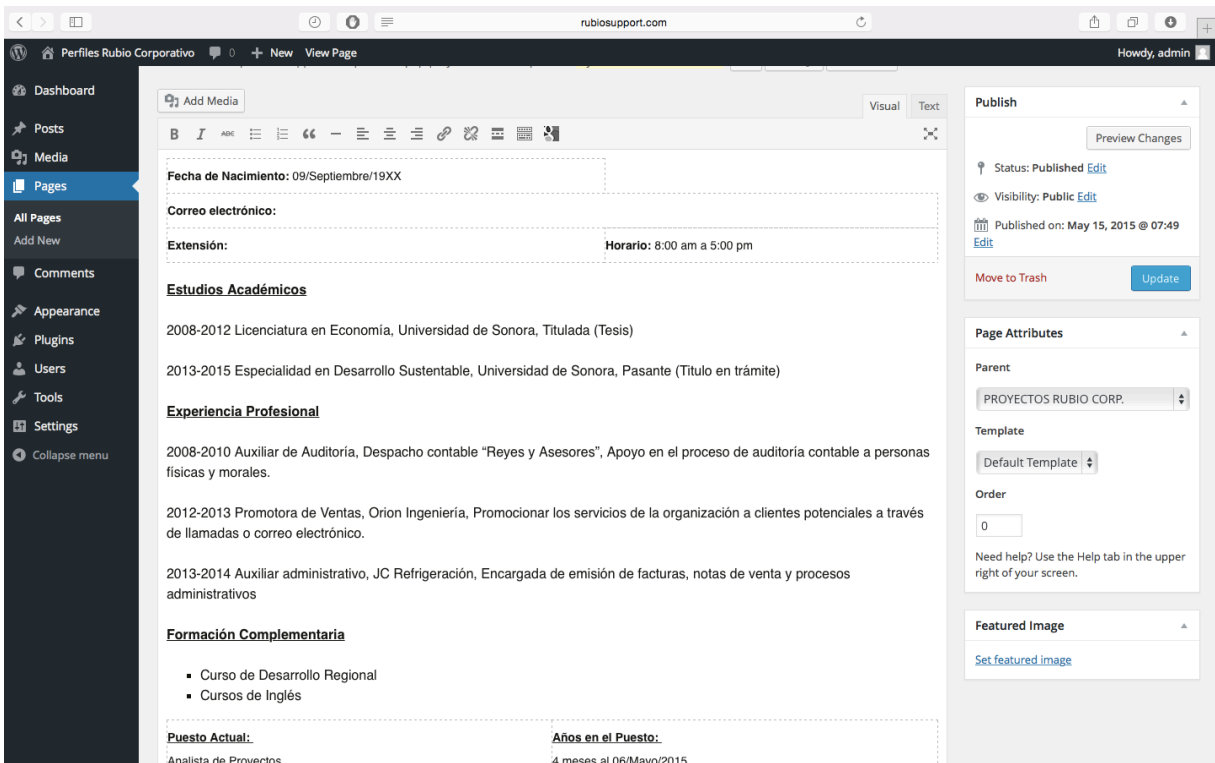 rubiosupport.com
Perfiles Rubio Corporativo 0 New View Page Howdy, admin
Dashboard
Posts
Media
Pages
All Pages
Add New
Comments
Appearance
Plugins
Users
Tools
Settings
Collapse menu
Add Media
Visual Text
B I ABC
Fecha de Nacimiento: 09/Septiembre/19XX
Correo electrónico:
Extensión: Horario: 8:00 am a 5:00 pm
Estudios Académicos
2008-2012 Licenciatura en Economía, Universidad de Sonora, Titulada (Tesis)
2013-2015 Especialidad en Desarrollo Sustentable, Universidad de Sonora, Pasante (Titulo en trámite)
Experiencia Profesional
2008-2010 Auxiliar de Auditoría, Despacho contable “Reyes y Asesores”, Apoyo en el proceso de auditoría contable a personas
físicas y morales.
2012-2013 Promotora de Ventas, Orion Ingeniería, Promocionar los servicios de la organización a clientes potenciales a través
de llamadas o correo electrónico.
2013-2014 Auxiliar administrativo, JC Refrigeración, Encargada de emisión de facturas, notas de venta y procesos
administrativos
Formación Complementaria
Curso de Desarrollo Regional
Cursos de Inglés
Puesto Actual: Años en el Puesto:
Analista de Proyectos 4 meses al 06/Mayo/2015
Publish
Preview Changes
Status: Published Edit
Visibility: Public Edit
Published on: May 15, 2015 @ 07:49
Edit
Move to Trash Update
Page Attributes
Parent
PROYECTOS RUBIO CORP.
Template
Default Template
Order
0
Need help? Use the Help tab in the upper
right of your screen.
Featured Image
Set featured image